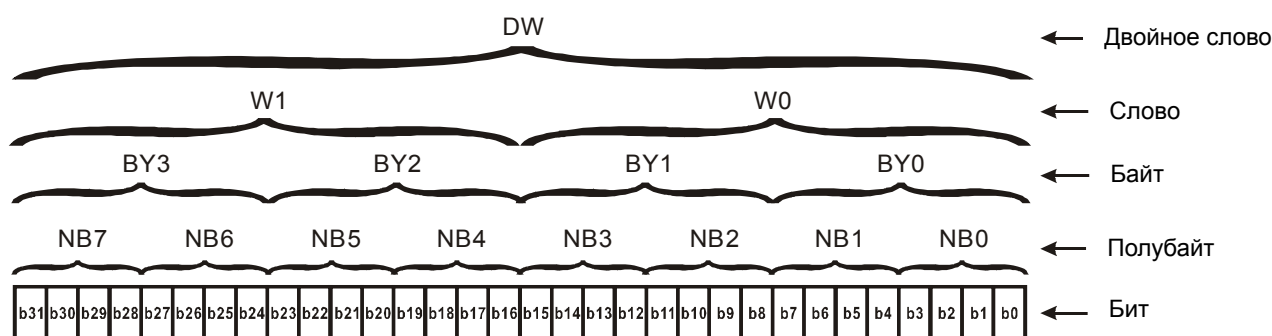 DW
Двойное слово
W1 W0
Слово
BY3 BY2 BY1 BY0
Байт
NB7 NB6 NB5 NB4 NB3 NB2 NB1 NB0
Полубайт
b31 b30 b29 b28 b27 b26 b25 b24 b23 b22 b21 b20 b19 b18 b17 b16 b15 b14 b13 b12 b11 b10 b9 b8 b7 b6 b5 b4 b3 b2 b1 b0
Бит